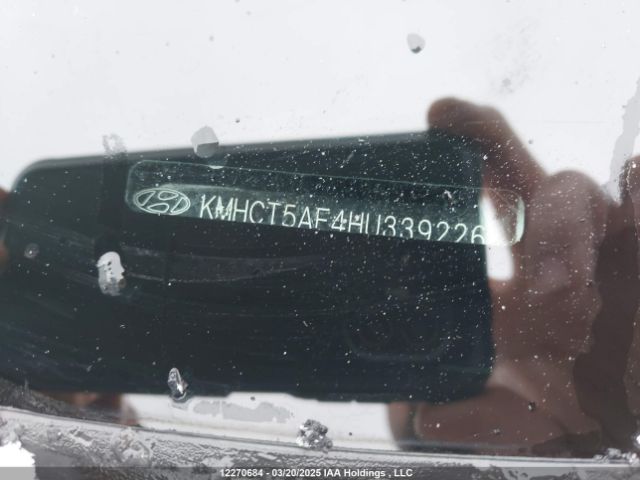 KMHCT5AE4HU339226
12270684 - 03/20/2025 IAA Holdings , LLC